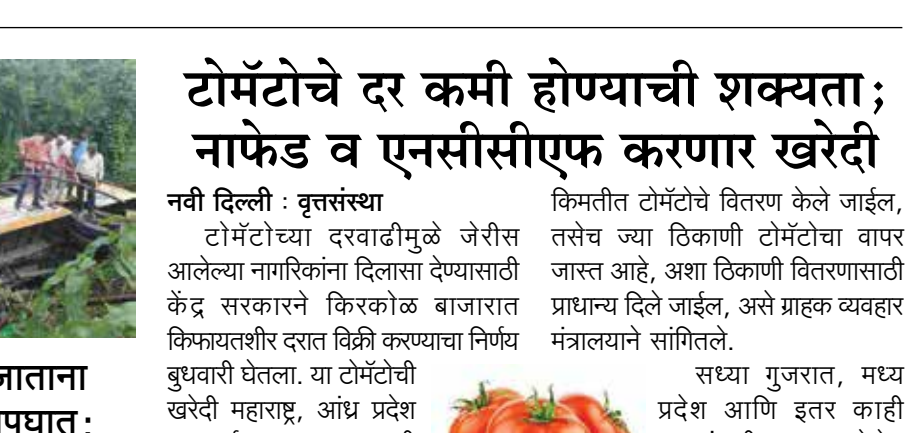 टोमॅटोचे दर कमी होण्याची शक्यता;
नाफेड व एनसीसीएफ करणार खरेदी
नवी दिल्ली : वृत्तसंस्था
टोमॅटोच्या दरवाढीमुळे जेरीस
आलेल्या नागरिकांना दिलासा देण्यासाठी
केंद्र सरकारने किरकोळ बाजारात
किफायतशीर दरात विक्री करण्याचा निर्णय
बुधवारी घेतला. या टोमॅटोची
खरेदी महाराष्ट्र, आंध्र प्रदेश
किमतीत टोमॅटोचे वितरण केले जाईल,
तसेच ज्या ठिकाणी टोमॅटोचा वापर
जास्त आहे, अशा ठिकाणी वितरणासाठी
प्राधान्य दिले जाईल, असे ग्राहक व्यवहार
मंत्रालयाने सांगितले.
सध्या गुजरात, मध्य
प्रदेश आणि इतर काही
जाताना